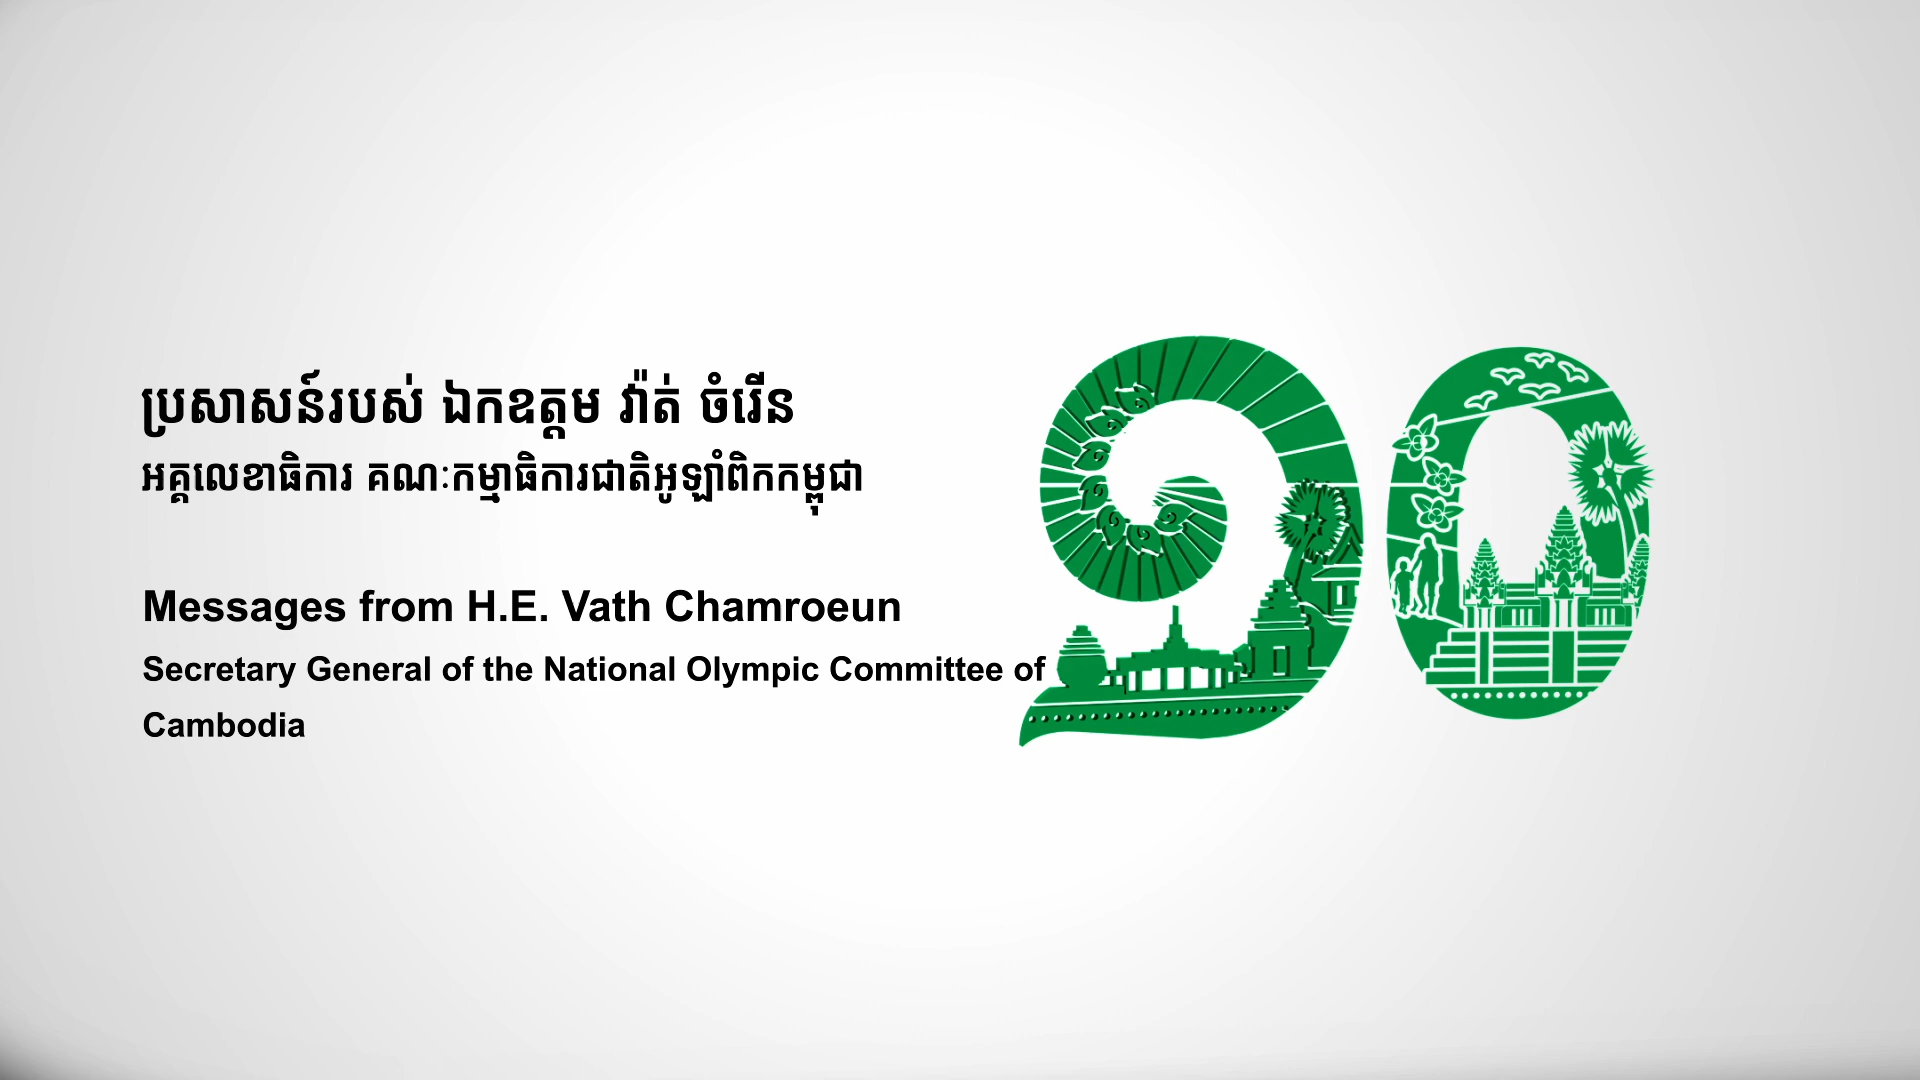 ប្រសាសន៍របស់ ឯកឧត្តម វ៉ាត់ ចំរើន
អគ្គលេខាធិការ គណៈកម្មាធិការជាតិអូឡាំពិកកម្ពុជា
Messages from H.E. Vath Chamroeun
Secretary General of the National Olympic Committee of
Cambodia
១០